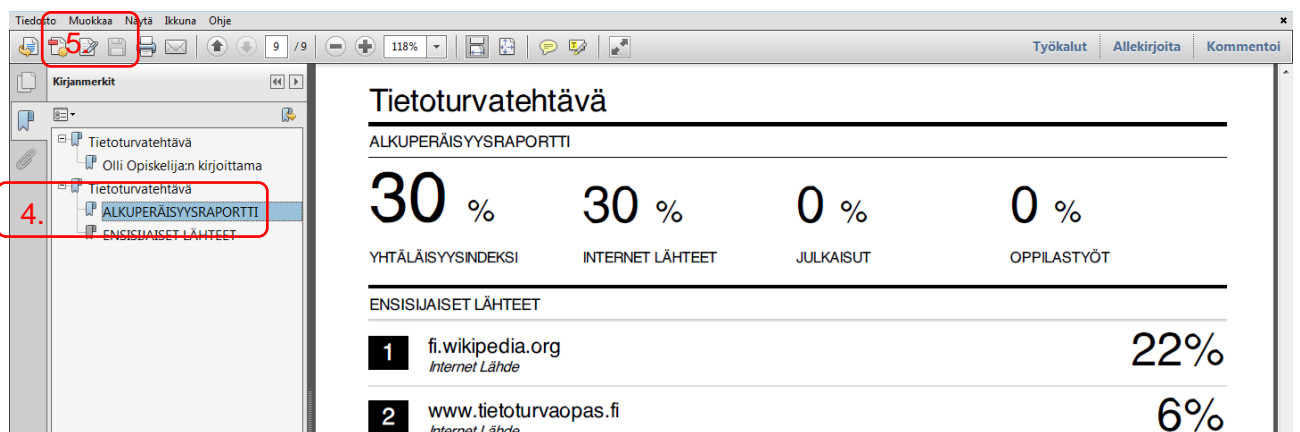 Tiedosto Muokkaa Näytä Ikkuna Ohje
5.
9 / 9 118% Työkalut Allekirjoita Kommentoi
Kirjanmerkit
Tietoturvatehtävä
Olli Opiskelija:n kirjoittama
Tietoturvatehtävä
4.
ALKUPERÄISYYSRAPORTTI
ENSISIJAISET LÄHTEET
Tietoturvatehtävä
ALKUPERÄISYYSRAPORTTI
30 % 30 % 0 % 0 %
YHTÄLÄISYYSINDEKSI INTERNET LÄHTEET JULKAISUT OPPILASTYÖT
ENSISIJAISET LÄHTEET
1 fi.wikipedia.org 22%
Internet Lähde
2 www.tietoturvaopas.fi 6%
Internet Lähde